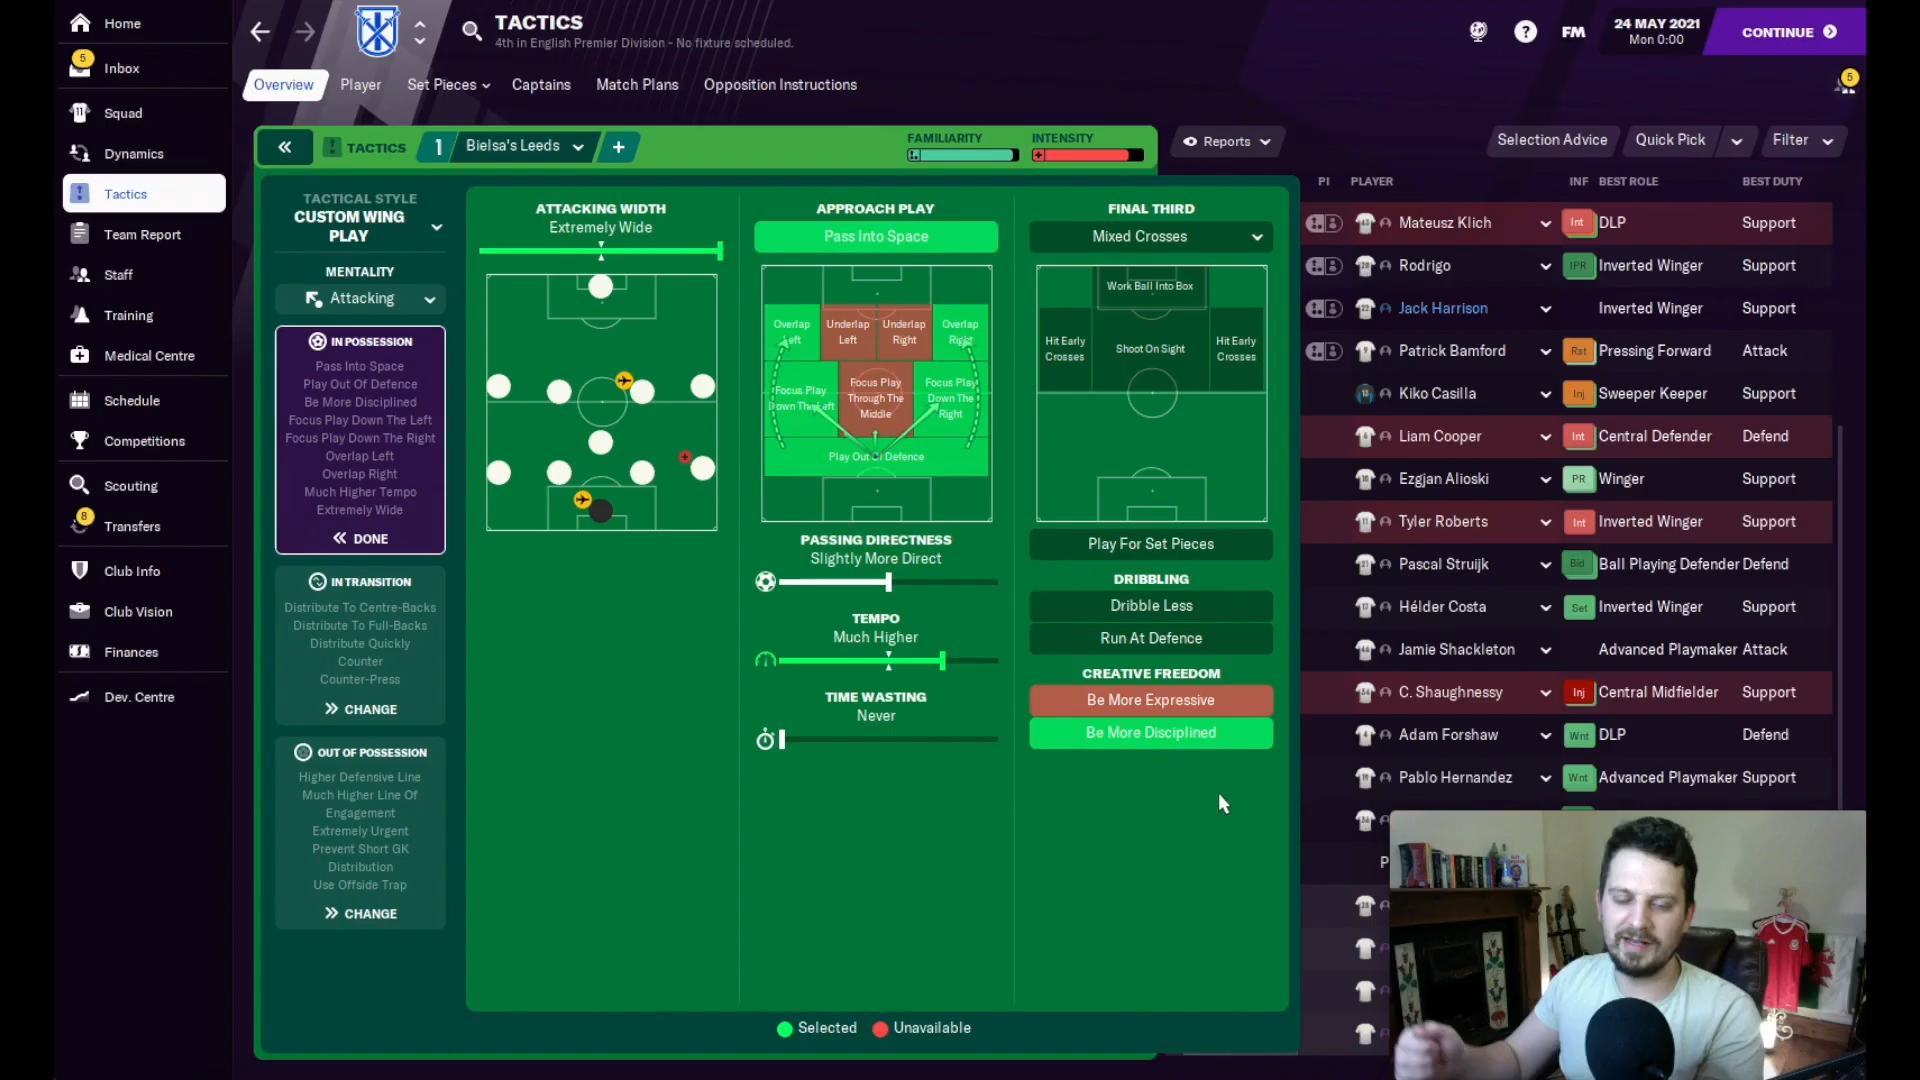 Home
5
Inbox
Squad
Dynamics
Tactics
Team Report
Staff
Training
Medical Centre
Schedule
Competitions
Scouting
8
Transfers
Club Info
Club Vision
Finances
Dev. Centre
TACTICS
4th in English Premier Division - No fixture scheduled.
?
FM
24 MAY 2021
Mon 0:00
CONTINUE
Overview
Player
Set Pieces
Captains
Match Plans
Opposition Instructions
5
TACTICS
1
Bielsa's Leeds
+
FAMILIARITY
INTENSITY
Reports
Selection Advice
Quick Pick
Filter
TACTICAL STYLE
CUSTOM WING
PLAY
MENTALITY
Attacking
IN POSSESSION
Pass Into Space
Play Out Of Defence
Be More Disciplined
Focus Play Down The Left
Focus Play Down The Right
Overlap Left
Overlap Right
Much Higher Tempo
Extremely Wide
DONE
IN TRANSITION
Distribute To Centre-Backs
Distribute To Full-Backs
Distribute Quickly
Counter
Counter-Press
CHANGE
OUT OF POSSESSION
Higher Defensive Line
Much Higher Line Of
Engagement
Extremely Urgent
Prevent Short GK
Distribution
Use Offside Trap
CHANGE
ATTACKING WIDTH
Extremely Wide
APPROACH PLAY
Pass Into Space
Overlap
Left
Underlap
Left
Underlap
Right
Overlap
Right
Focus Play
Down The Left
Focus Play
Through The
Middle
Focus Play
Down The
Right
Play Out Of Defence
PASSING DIRECTNESS
Slightly More Direct
TEMPO
Much Higher
TIME WASTING
Never
FINAL THIRD
Mixed Crosses
Work Ball Into Box
Hit Early
Crosses
Shoot On Sight
Hit Early
Crosses
Play For Set Pieces
DRIBBLING
Dribble Less
Run At Defence
CREATIVE FREEDOM
Be More Expressive
Be More Disciplined
Selected
Unavailable
PI PLAYER INF BEST ROLE BEST DUTY
Mateusz Klich Int DLP Support
Rodrigo IPR Inverted Winger Support
Jack Harrison Inverted Winger Support
Patrick Bamford Rst Pressing Forward Attack
Kiko Casilla Inj Sweeper Keeper Support
Liam Cooper Int Central Defender Defend
Ezgjan Alioski PR Winger Support
Tyler Roberts Int Inverted Winger Support
Pascal Struijk Bid Ball Playing Defender Defend
Hélder Costa Set Inverted Winger Support
Jamie Shackleton Advanced Playmaker Attack
C. Shaughnessy Inj Central Midfielder Support
Adam Forshaw Wnt DLP Defend
Pablo Hernandez Wnt Advanced Playmaker Support
P